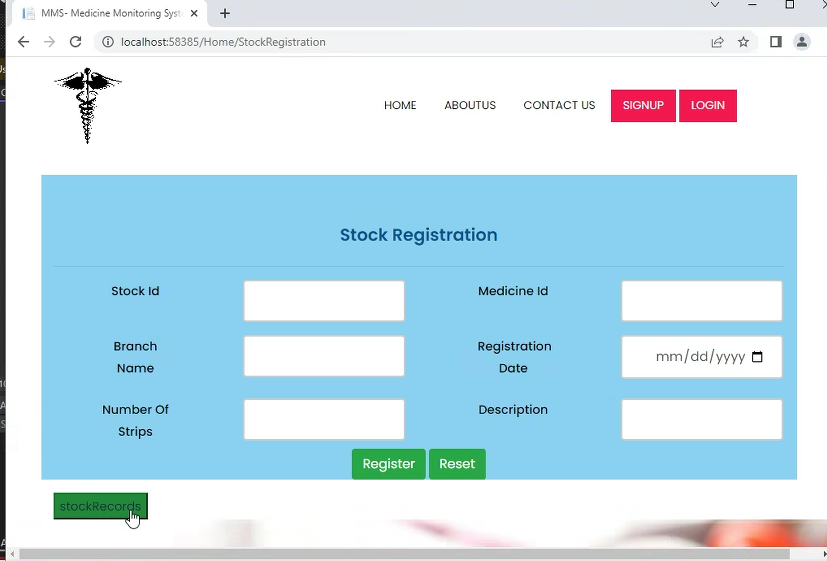 MMS- Medicine Monitoring Syst
localhost:58385/Home/StockRegistration
HOME ABOUTUS CONTACT US SIGNUP LOGIN
Stock Registration
Stock Id
Medicine Id
Branch
Name
Registration
Date
mm/dd/yyyy
Number Of
Strips
Description
Register Reset
stockRecords